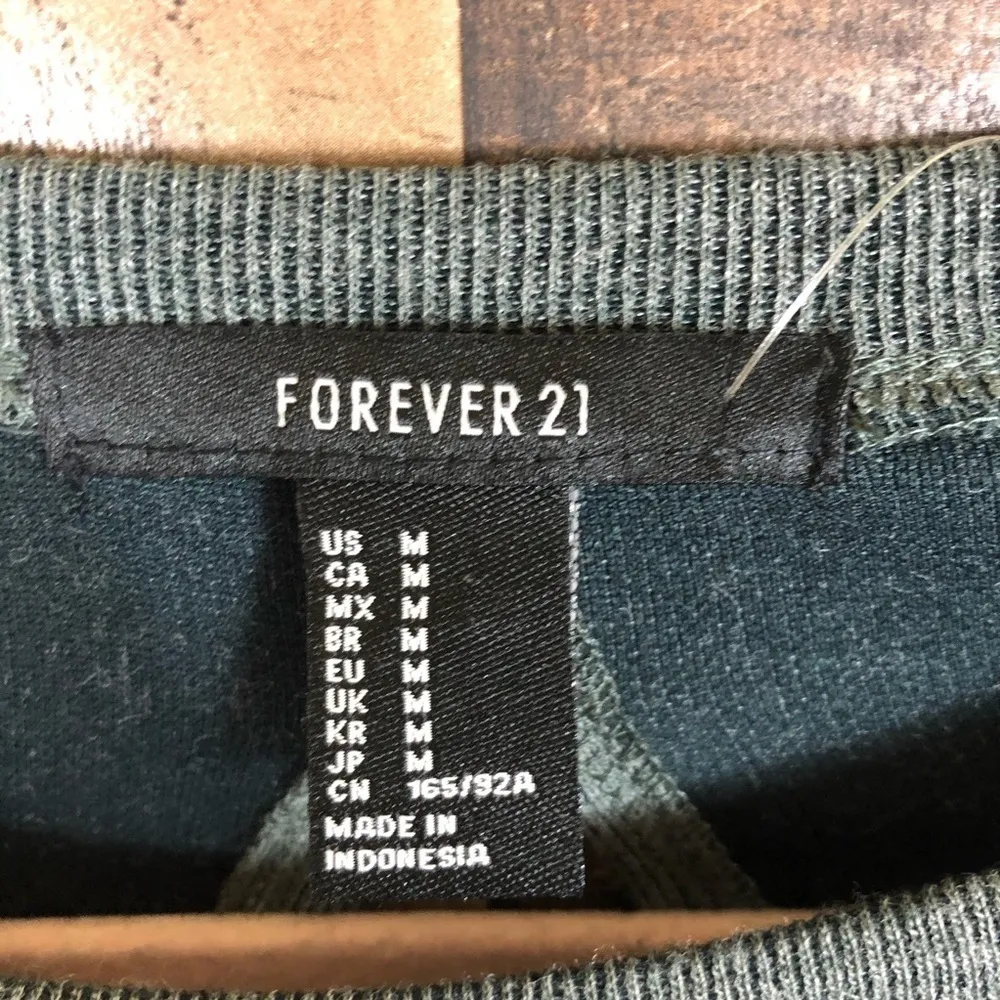 FOREVER 21
US M
CA M
MX M
BR M
EU M
UK M
KR M
JP M
CN 165/92A
MADE IN
INDONESIA